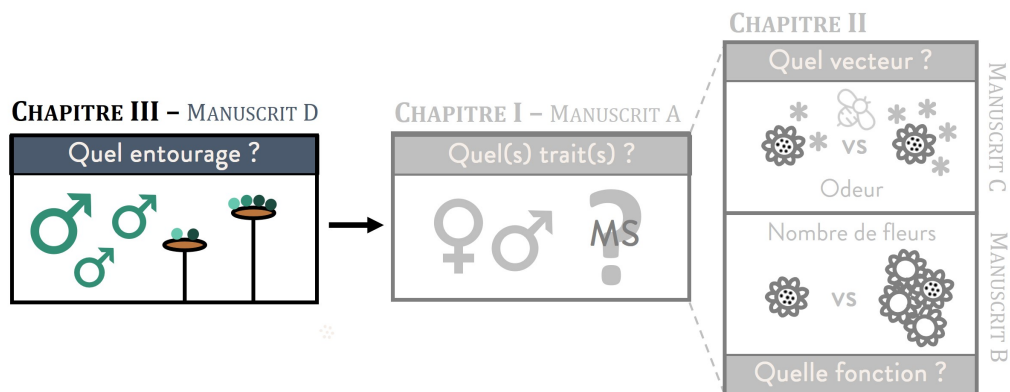 CHAPITRE III – MANUSCRIT D
Quel entourage ?
CHAPITRE I – MANUSCRIT A
Quel(s) trait(s) ?
?
MS
CHAPITRE II
Quel vecteur ?
vs
Odeur
MANUSCRIT C
Nombre de fleurs
vs
MANUSCRIT B
Quelle fonction ?